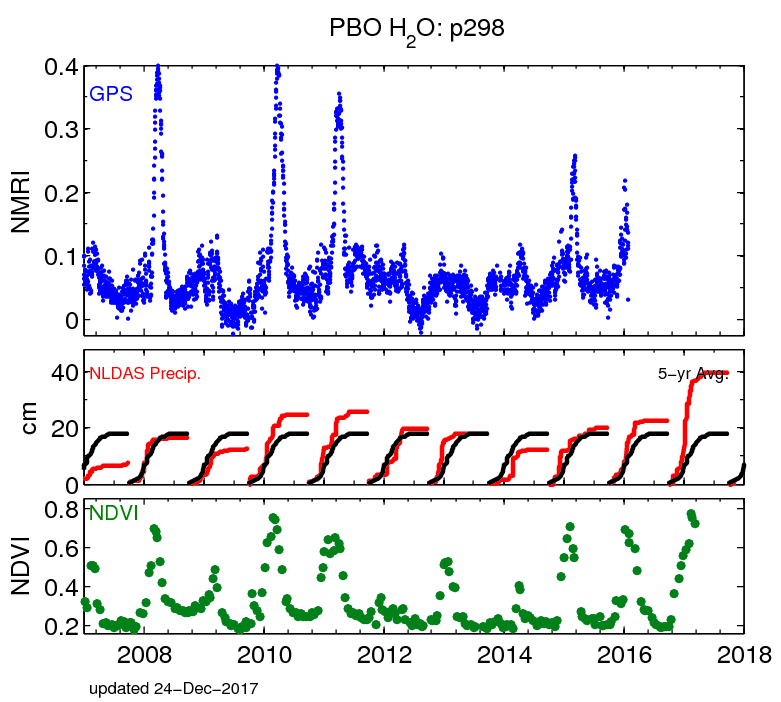 PBO H2O: p298
0.4
GPS
0.3
NMRI
0.2
0.1
0
40
NLDAS Precip.
5-yr Avg.
cm
20
0
0.8
NDVI
0.6
NDVI
0.4
0.2
2008 2010 2012 2014 2016 2018
updated 24-Dec-2017